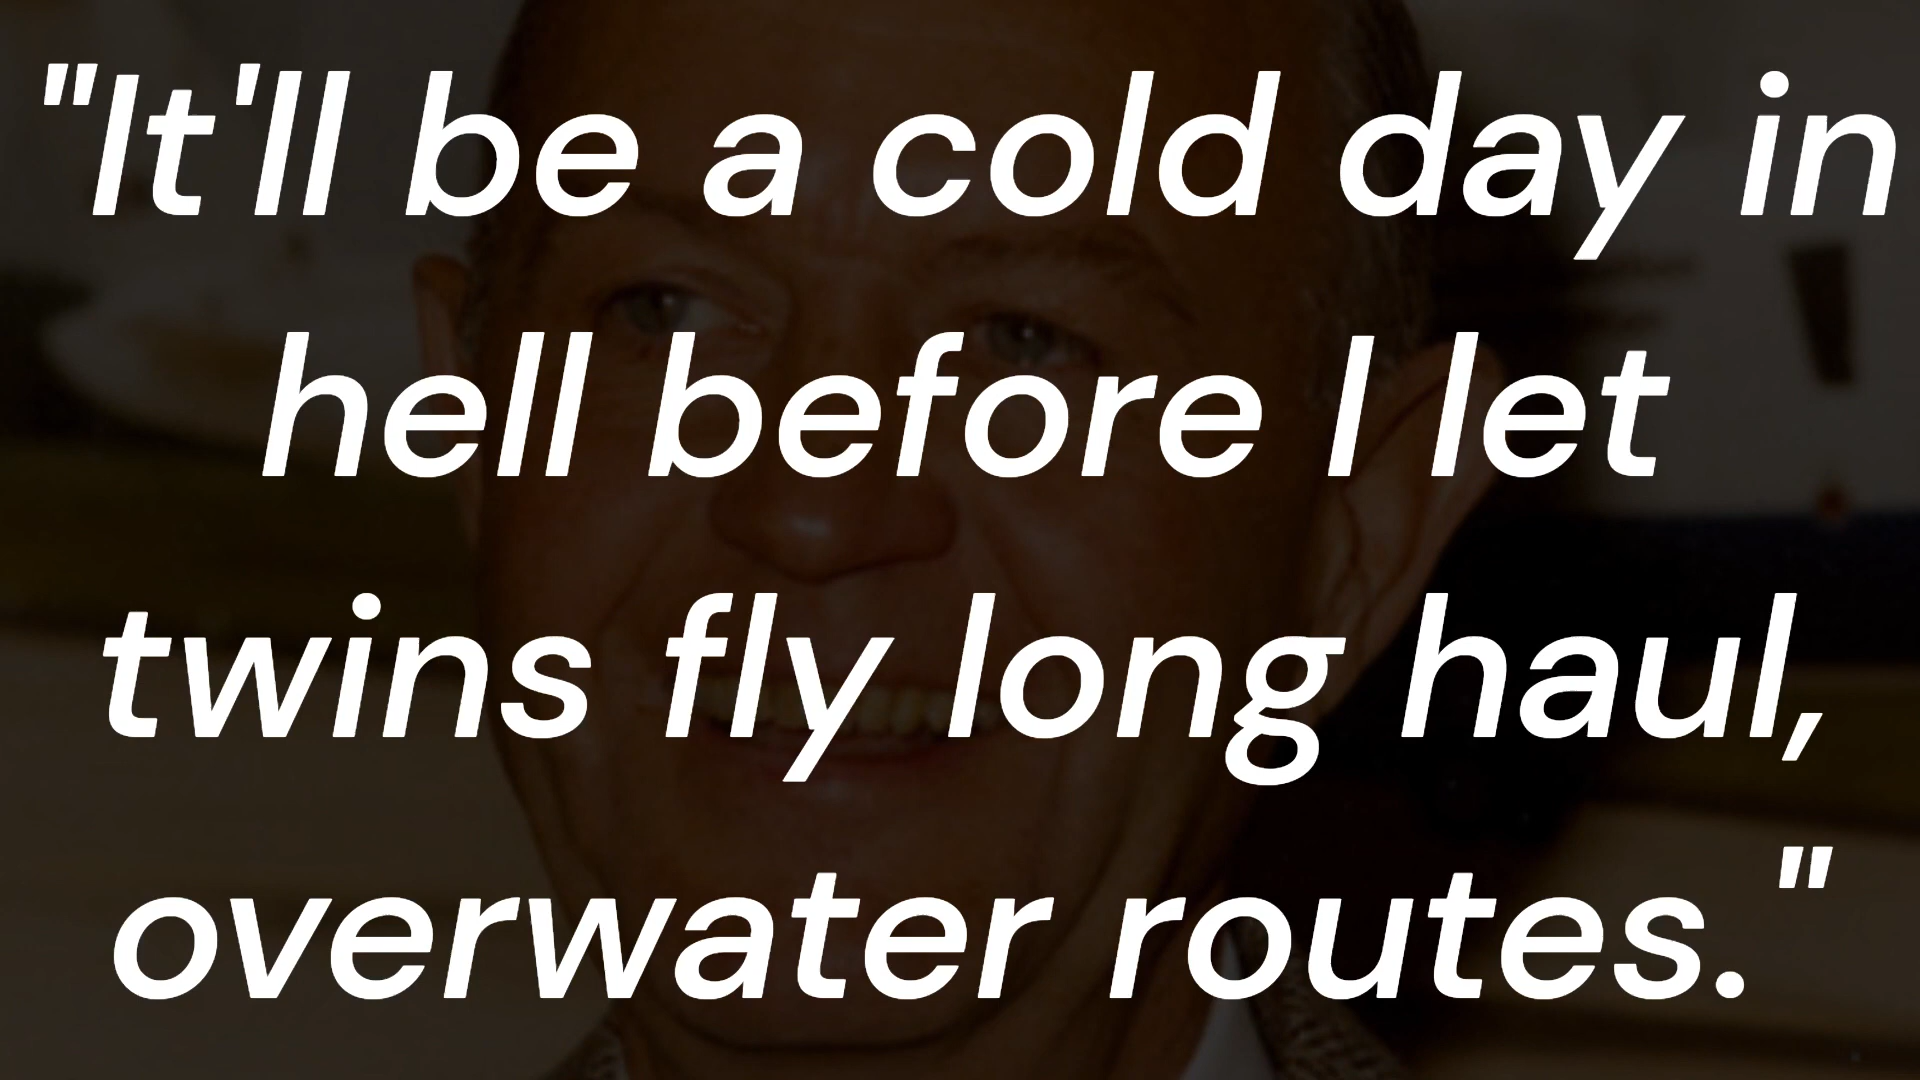 "It'll be a cold day in
hell before I let
twins fly long haul,
overwater routes."